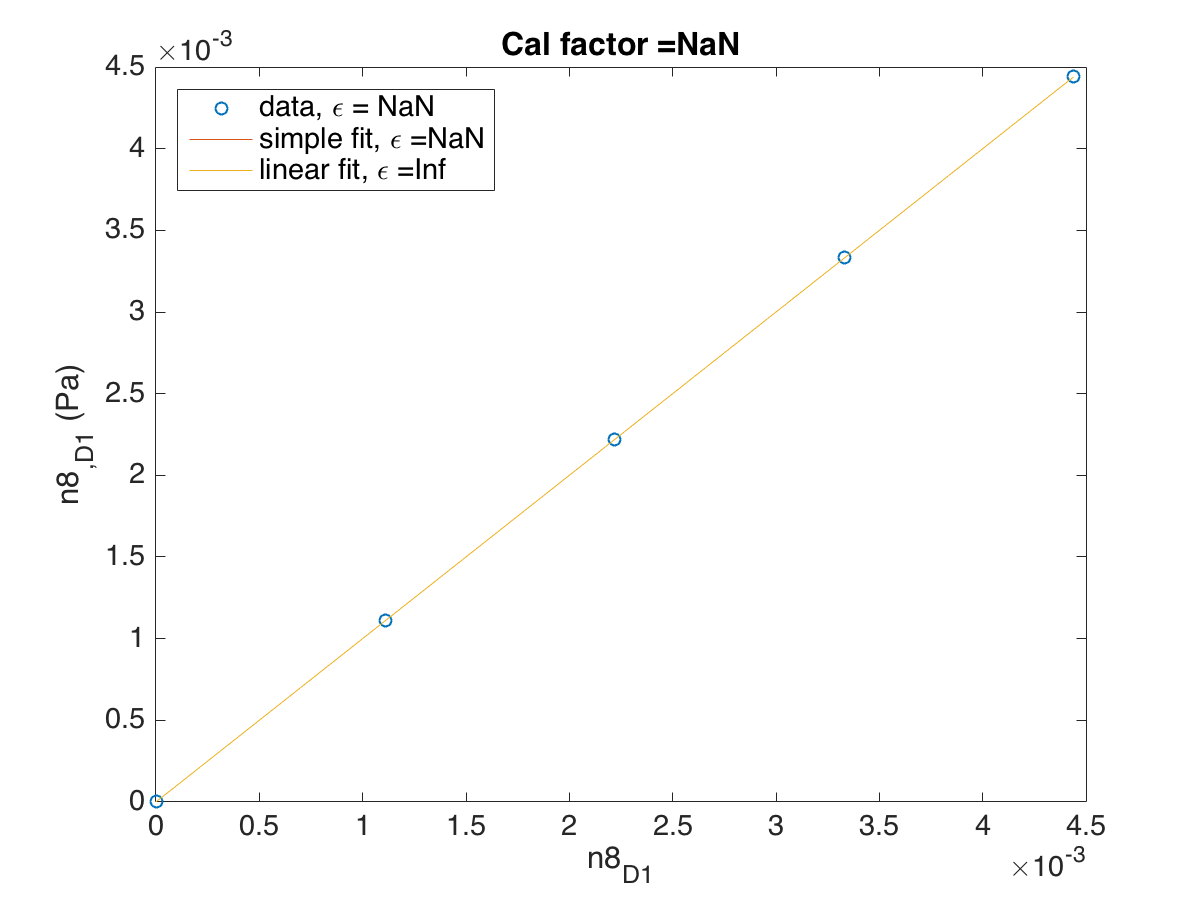 Cal factor =NaN
×10-3
4.5
4
3.5
3
2.5
2
1.5
1
0.5
0
data, ϵ = NaN
simple fit, ϵ =NaN
linear fit, ϵ =Inf
n8,D1 (Pa)
0 0.5 1 1.5 2 2.5 3 3.5 4 4.5
n8D1
×10-3